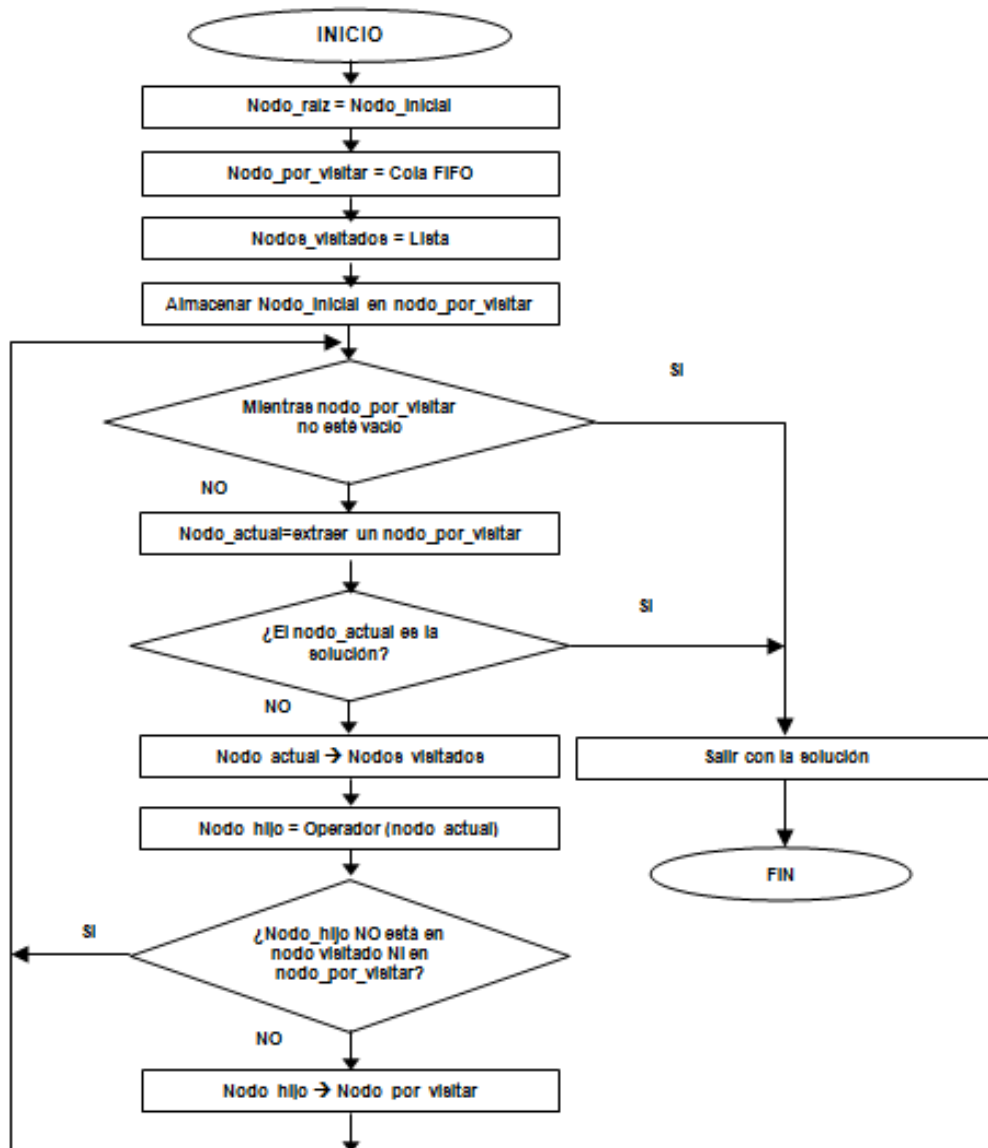 INICIO
Nodo_raiz = Nodo_inicial
Nodo_por_visitar = Cola FIFO
Nodos_visitados = Lista
Almacenar Nodo_inicial en nodo_por_visitar
SI
Mientras nodo_por_visitar
no esté vacio
NO
Nodo_actual=extraer un nodo_por_visitar
SI
¿El nodo_actual es la
solución?
NO
Nodo actual → Nodos visitados
Salir con la solución
Nodo hijo = Operador (nodo actual)
FIN
SI
¿Nodo_hijo NO está en
nodo visitado NI en
nodo_por_visitar?
NO
Nodo hijo → Nodo por visitar